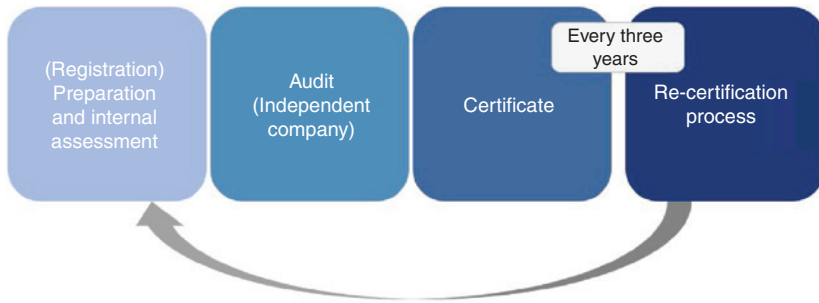 (Registration)
Preparation
and internal
assessment
Audit
(Independent
company)
Certificate
Every three
years
Re-certification
process